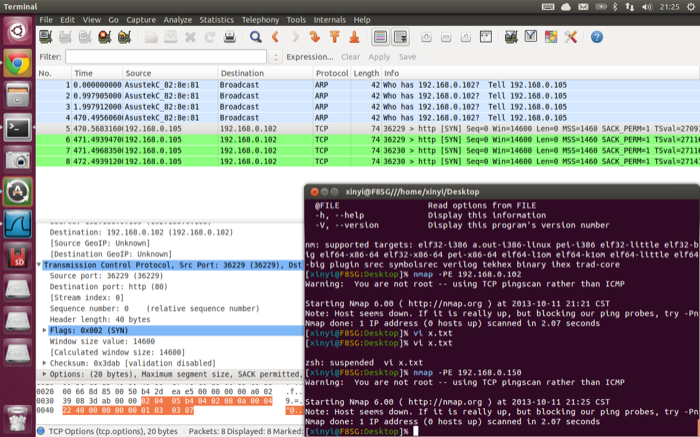 Terminal
21:25
File Edit View Go Capture Analyze Statistics Telephony Tools Internals Help
Filter:
Expression... Clear Apply Save
No. Time Source Destination Protocol Length Info
1 0.000000000 AsustekC_82:8e:81 Broadcast ARP 42 Who has 192.168.0.102? Tell 192.168.0.105
2 0.997905000 AsustekC_82:8e:81 Broadcast ARP 42 Who has 192.168.0.102? Tell 192.168.0.105
3 1.997912000 AsustekC_82:8e:81 Broadcast ARP 42 Who has 192.168.0.102? Tell 192.168.0.105
4 470.4956060 AsustekC_82:8e:81 Broadcast ARP 42 Who has 192.168.0.102? Tell 192.168.0.105
5 470.5683160 192.168.0.105 192.168.0.102 TCP 74 36229 > http [SYN] Seq=0 Win=14600 Len=0 MSS=1460 SACK_PERM=1 TSval=2709
6 471.4939470 192.168.0.105 192.168.0.102 TCP 74 36229 > http [SYN] Seq=0 Win=14600 Len=0 MSS=1460 SACK_PERM=1 TSval=2711
7 471.4968350 192.168.0.105 192.168.0.102 TCP 74 36230 > http [SYN] Seq=0 Win=14600 Len=0 MSS=1460 SACK_PERM=1 TSval=2711
8 472.4939120 192.168.0.105 192.168.0.102 TCP 74 36230 > http [SYN] Seq=0 Win=14600 Len=0 MSS=1460 SACK_PERM=1 TSval=2714
Destination: 192.168.0.102 (192.168.0.102)
[Source GeoIP: Unknown]
[Destination GeoIP: Unknown]
Transmission Control Protocol, Src Port: 36229 (36229), Dst
Source port: 36229 (36229)
Destination port: http (80)
[Stream index: 0]
Sequence number: 0 (relative sequence number)
Header length: 40 bytes
Flags: 0x002 (SYN)
Window size value: 14600
[Calculated window size: 14600]
Checksum: 0x3dab [validation disabled]
Options: (20 bytes), Maximum segment size, SACK permitted,
0020 00 66 8d 85 00 50 b4 2d ea e5 00 00 00 00 a0 02 .f...
0030 39 08 3d ab 00 00 02 04 05 b4 04 02 08 0a 00 04 9.=.
0040 22 40 00 00 00 00 01 03 03 07 "@...
TCP Options (tcp.options), 20 bytes Packets: 8 Displayed: 8 Marked:
xinyi@F8SG///home/xinyi/Desktop
@FILE Read options from FILE
-h, --help Display this information
-V, --version Display this program's version number
nm: supported targets: elf32-i386 a.out-i386-linux pei-i386 elf32-little elf32-b
ig elf64-x86-64 elf32-x86-64 pei-x86-64 elf64-l1om elf64-k1om elf64-little elf64
-big plugin srec symbolsrec verilog tekhex binary ihex trad-core
[xinyi@F8SG:Desktop]% nmap -PE 192.168.0.102
Warning: You are not root -- using TCP pingscan rather than ICMP
Starting Nmap 6.00 ( http://nmap.org ) at 2013-10-11 21:21 CST
Note: Host seems down. If it is really up, but blocking our ping probes, try -Pn
Nmap done: 1 IP address (0 hosts up) scanned in 2.07 seconds
[xinyi@F8SG:Desktop]% vi x.txt
[xinyi@F8SG:Desktop]% vi x.txt
zsh: suspended vi x.txt
[xinyi@F8SG:Desktop]% nmap -PE 192.168.0.150
Warning: You are not root -- using TCP pingscan rather than ICMP
Starting Nmap 6.00 ( http://nmap.org ) at 2013-10-11 21:25 CST
Note: Host seems down. If it is really up, but blocking our ping probes, try -Pn
Nmap done: 1 IP address (0 hosts up) scanned in 2.07 seconds
[xinyi@F8SG:Desktop]%